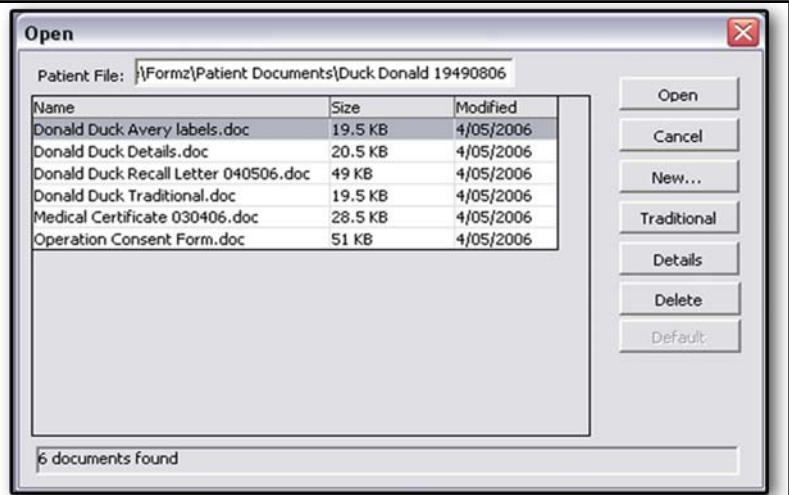 Open
Patient File: :\Formz\Patient Documents\Duck Donald 19490806
Name Size Modified
Donald Duck Avery labels.doc 19.5 KB 4/05/2006
Donald Duck Details.doc 20.5 KB 4/05/2006
Donald Duck Recall Letter 040506.doc 49 KB 4/05/2006
Donald Duck Traditional.doc 19.5 KB 4/05/2006
Medical Certificate 030406.doc 28.5 KB 4/05/2006
Operation Consent Form.doc 51 KB 4/05/2006
Open
Cancel
New...
Traditional
Details
Delete
Default
6 documents found